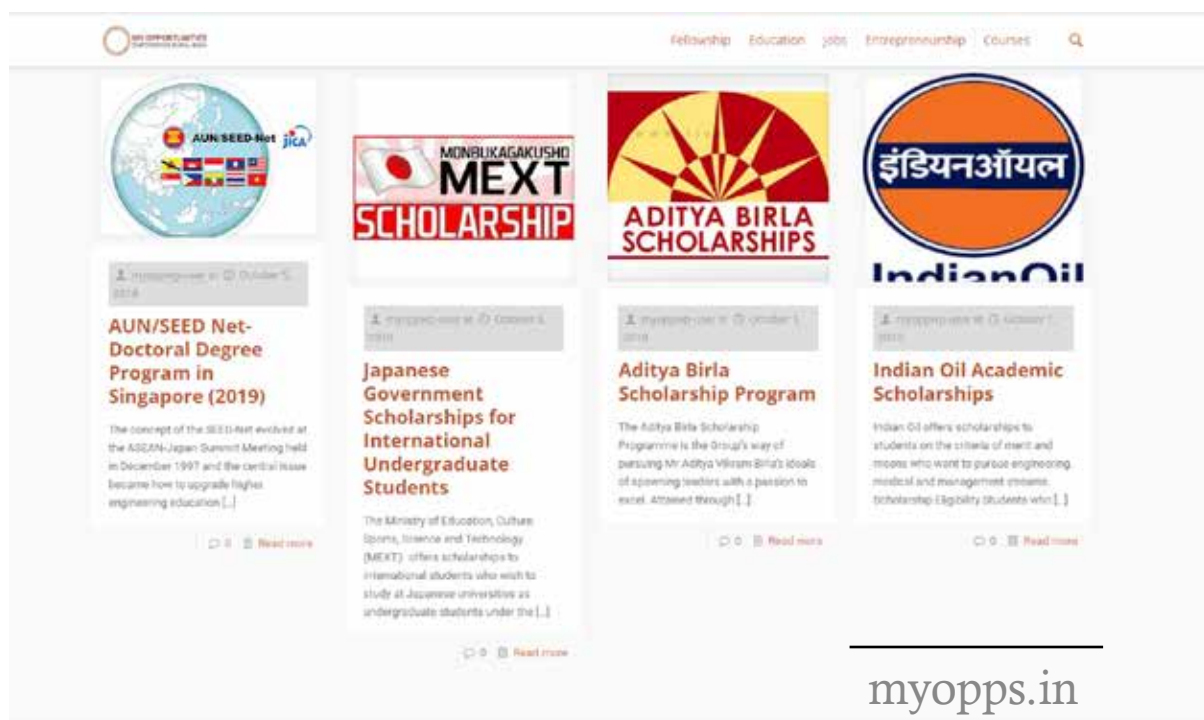 Fellowship Education Jobs Entrepreneurship Courses
AUN/SEED-Net JICA
MONBUKAGAKUSHO
MEXT
SCHOLARSHIP
ADITYA BIRLA
SCHOLARSHIPS
इंडियनऑयल
IndianOil
October 5,
AUN/SEED Net-
Doctoral Degree
Program in
Singapore (2019)
The concept of the SEED-Net evolved at
the ASEAN-Japan Summit Meeting held
in December 1997 and the central issue
became how to upgrade higher
engineering education [...]
0 Read more
Japanese
Government
Scholarships for
International
Undergraduate
Students
The Ministry of Education, Culture
Sports, Science and Technology
(MEXT) offers scholarships to
international students who wish to
study at Japanese universities as
undergraduate students under the [...]
0 Read more
Aditya Birla
Scholarship Program
The Aditya Birla Scholarship
Programme is the Group's way of
pursuing Mr Aditya Vikram Birla's ideals
of spawning leaders with a passion to
excel. Attained through [...]
0 Read more
Indian Oil Academic
Scholarships
Indian Oil offers scholarships to
students on the criteria of merit and
means who want to pursue engineering,
medical and management streams.
Scholarship Eligibility Students who [...]
0 Read more
myopps.in